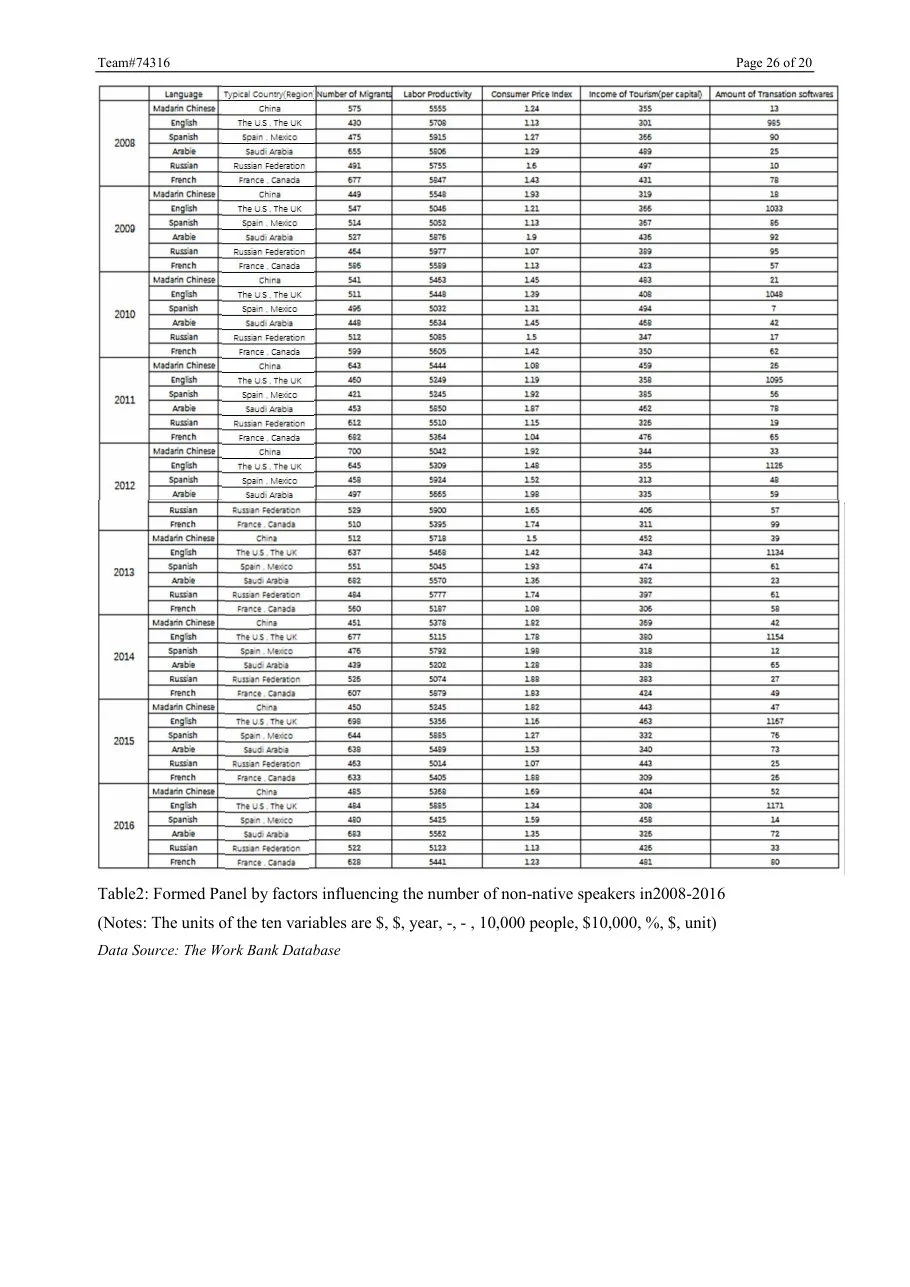 Team#74316 Page 26 of 20
Language Typical Country(Region Number of Migrants Labor Productivity Consumer Price Index Income of Tourism(per capital) Amount of Transation softwares
2008
Madarin Chinese China 575 5555 1.24 355 13
English The U.S , The UK 430 5708 1.13 301 985
Spanish Spain , Mexico 475 5915 1.27 366 90
Arabie Saudi Arabia 655 5806 1.29 489 25
Russian Russian Federation 491 5755 1.6 497 10
French France , Canada 677 5847 1.43 431 78
2009
Madarin Chinese China 449 5548 1.93 319 18
English The U.S , The UK 547 5046 1.21 366 1033
Spanish Spain , Mexico 514 5052 1.13 367 86
Arabie Saudi Arabia 527 5876 1.9 436 92
Russian Russian Federation 464 5977 1.07 389 95
French France , Canada 586 5589 1.13 423 57
2010
Madarin Chinese China 541 5463 1.45 483 21
English The U.S , The UK 511 5448 1.39 408 1048
Spanish Spain , Mexico 496 5032 1.31 494 7
Arabie Saudi Arabia 448 5634 1.45 468 42
Russian Russian Federation 512 5085 1.5 347 17
French France , Canada 599 5605 1.42 350 62
2011
Madarin Chinese China 643 5444 1.08 459 26
English The U.S , The UK 460 5249 1.19 358 1095
Spanish Spain , Mexico 421 5245 1.92 385 56
Arabie Saudi Arabia 453 5850 1.87 462 78
Russian Russian Federation 612 5510 1.15 326 19
French France , Canada 682 5364 1.04 476 65
2012
Madarin Chinese China 700 5042 1.92 344 33
English The U.S , The UK 645 5309 1.48 355 1126
Spanish Spain , Mexico 458 5924 1.52 313 48
Arabie Saudi Arabia 497 5665 1.98 335 59
Russian Russian Federation 529 5900 1.65 406 57
French France , Canada 510 5395 1.74 311 99
2013
Madarin Chinese China 512 5718 1.5 452 39
English The U.S , The UK 637 5468 1.42 343 1134
Spanish Spain , Mexico 551 5045 1.93 474 61
Arabie Saudi Arabia 682 5570 1.36 382 23
Russian Russian Federation 484 5777 1.74 397 61
French France , Canada 560 5187 1.08 306 58
2014
Madarin Chinese China 451 5378 1.82 369 42
English The U.S , The UK 677 5115 1.78 380 1154
Spanish Spain , Mexico 476 5792 1.98 318 12
Arabie Saudi Arabia 439 5202 1.28 338 65
Russian Russian Federation 526 5074 1.88 383 27
French France , Canada 607 5879 1.83 424 49
2015
Madarin Chinese China 450 5245 1.82 443 47
English The U.S , The UK 698 5356 1.16 463 1167
Spanish Spain , Mexico 644 5885 1.27 332 76
Arabie Saudi Arabia 638 5489 1.53 340 73
Russian Russian Federation 463 5014 1.07 443 25
French France , Canada 633 5405 1.88 309 26
2016
Madarin Chinese China 485 5368 1.69 404 52
English The U.S , The UK 484 5885 1.34 308 1171
Spanish Spain , Mexico 480 5425 1.59 458 14
Arabie Saudi Arabia 683 5562 1.35 326 72
Russian Russian Federation 522 5123 1.13 426 33
French France , Canada 628 5441 1.23 481 80
Table2: Formed Panel by factors influencing the number of non-native speakers in2008-2016
(Notes: The units of the ten variables are $, $, year, -, - , 10,000 people, $10,000, %, $, unit)
Data Source: The Work Bank Database